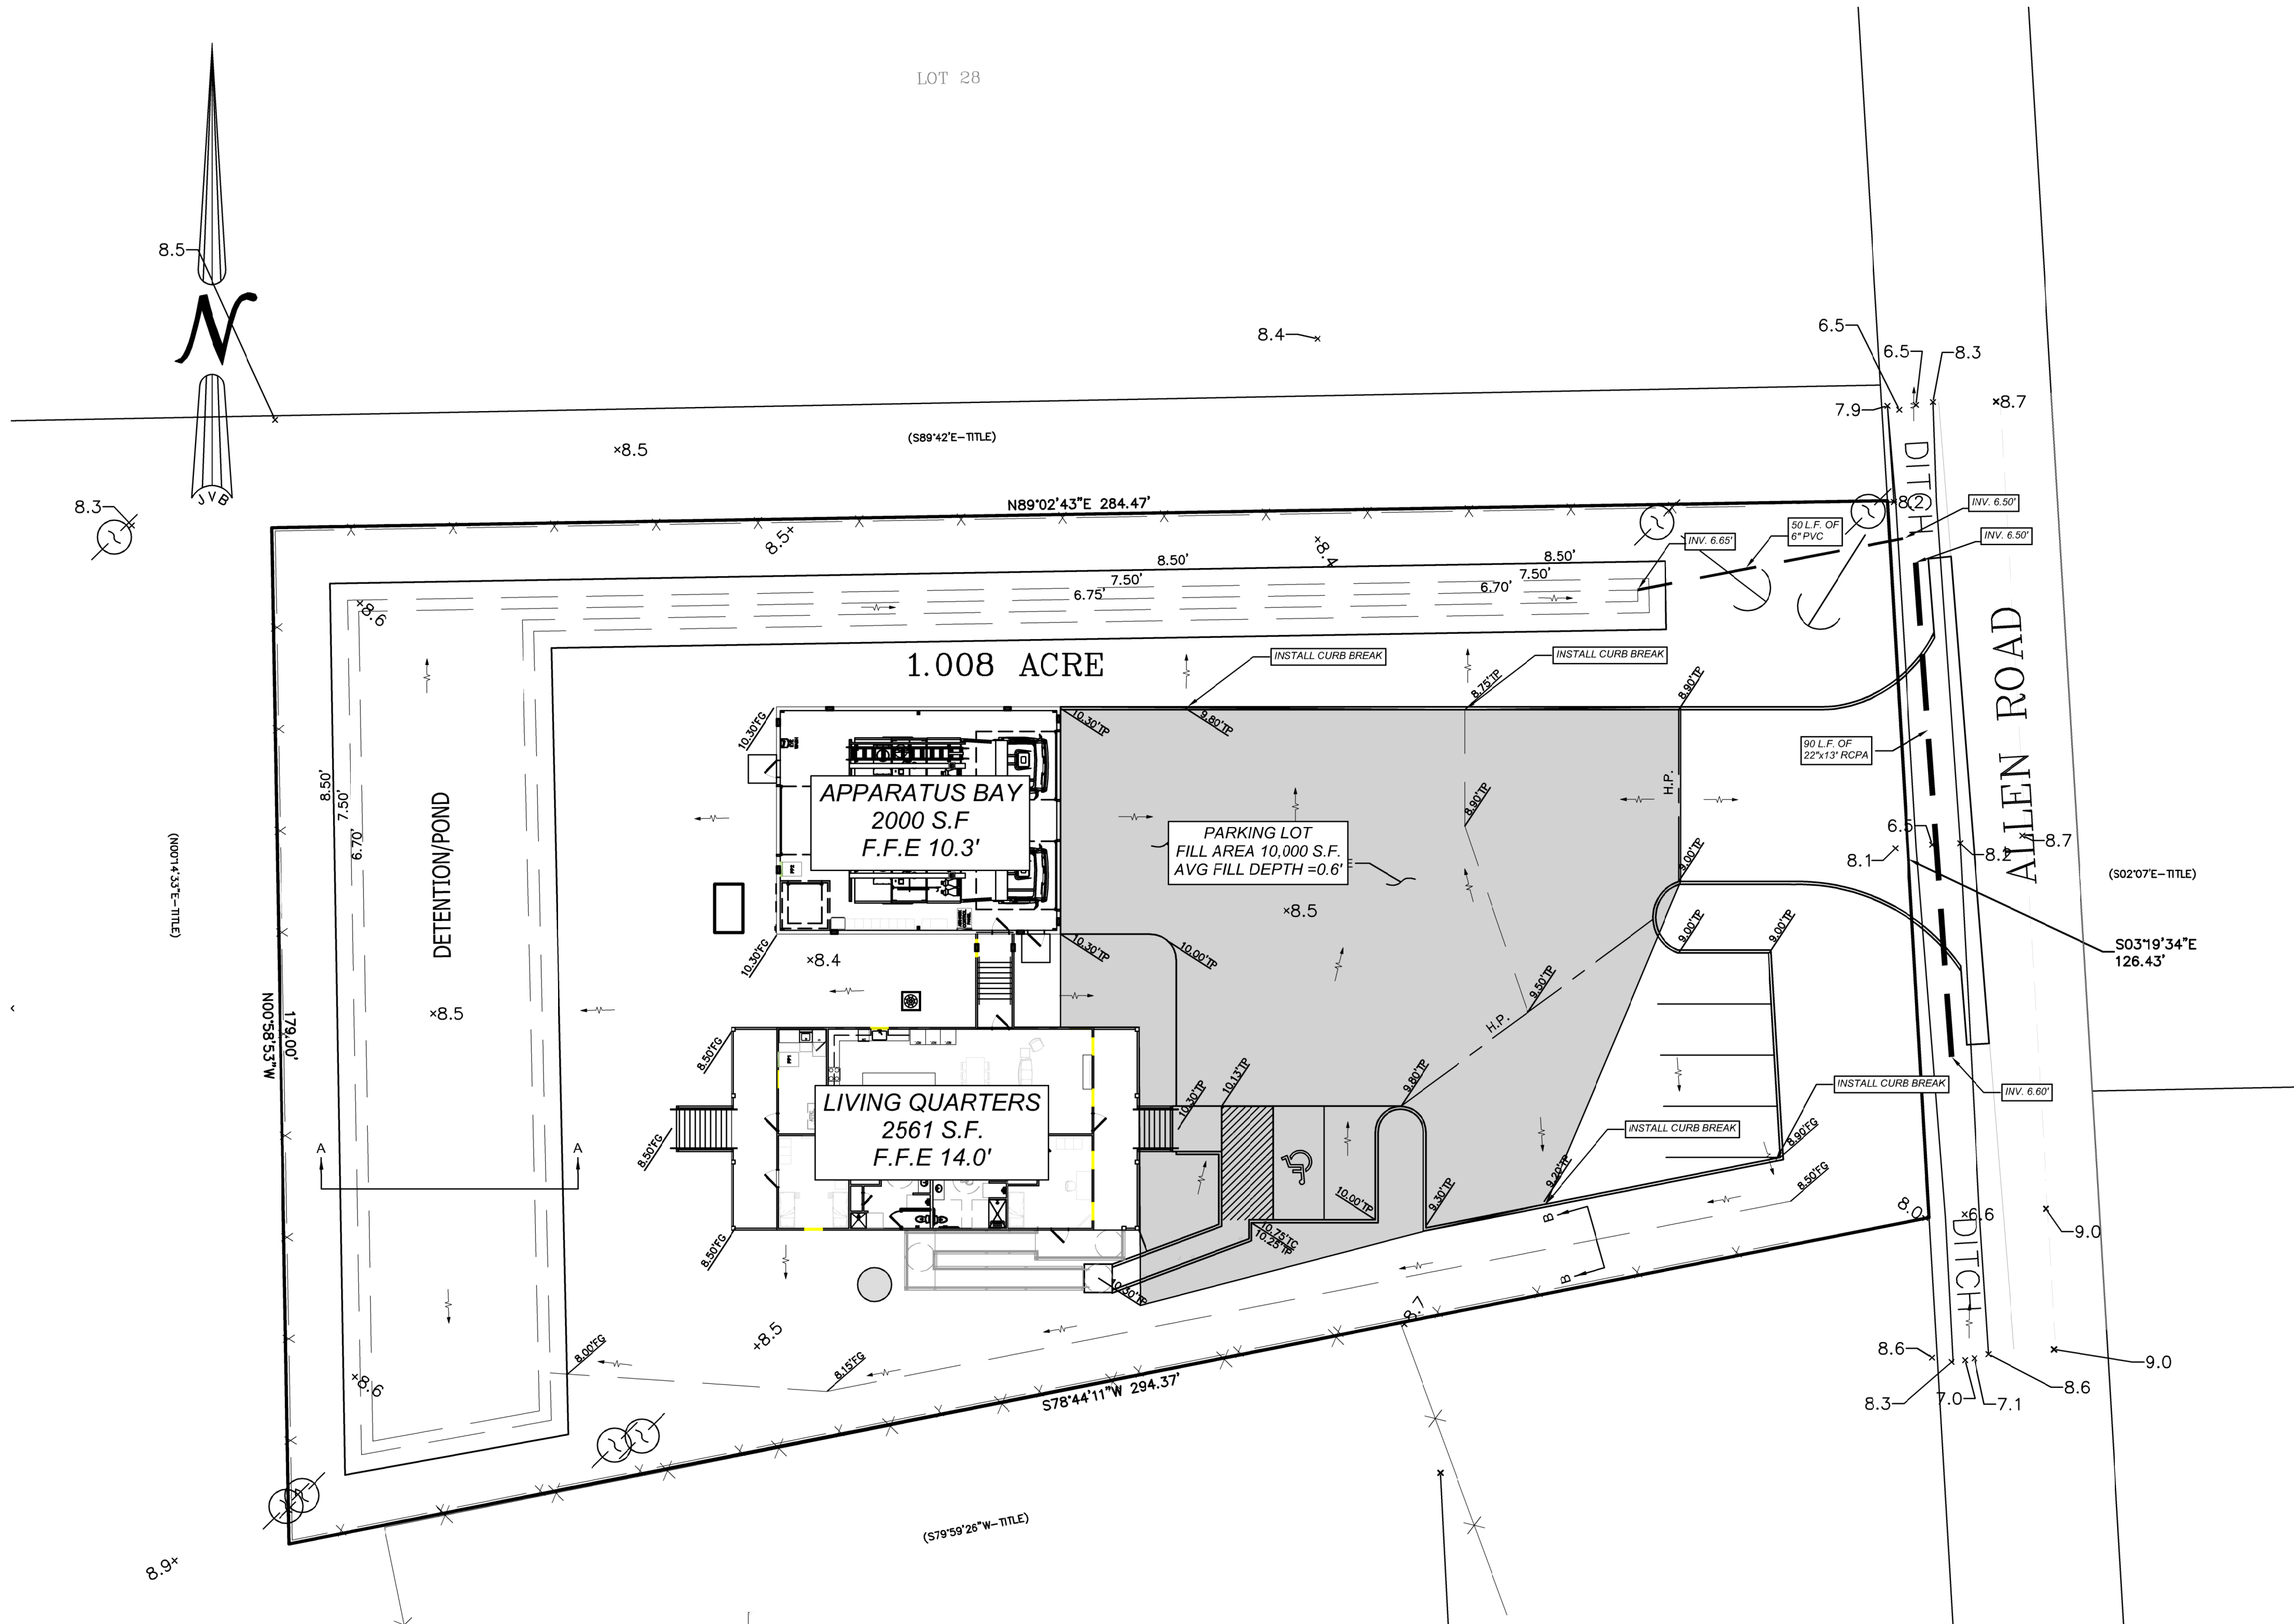 LOT 28
8.5
N
JVB
8.4
6.5
6.5
8.3
7.9
×8.7
(S89°42'E-TITLE)
×8.5
8.3
N89°02'43"E 284.47'
8.2
DITCH
INV. 6.50'
INV. 6.50'
50 L.F. OF
6" PVC
INV. 6.65'
8.5+
+8.4
8.50'
8.50'
7.50'
7.50'
6.75'
6.70'
×8.6
1.008 ACRE
INSTALL CURB BREAK
INSTALL CURB BREAK
8.75'TP
8.90'TP
10.30'FG
10.30'TP
9.80'TP
ALLEN ROAD
90 L.F. OF
22"x13" RCPA
H.P.
8.50'
7.50'
6.70'
DETENTION/POND
APPARATUS BAY
2000 S.F
F.F.E 10.3'
8.90'TP
PARKING LOT
FILL AREA 10,000 S.F.
AVG FILL DEPTH =0.6'
6.5
8.1
8.2
8.7
9.00'TP
(N00°14'33"E-TITLE)
(S02°07'E-TITLE)
×8.5
10.30'FG
10.30'TP
10.00'TP
9.00'TP
9.00'TP
×8.4
S03°19'34"E
126.43'
9.50'TP
H.P.
×8.5
N00°58'53"W
179.00'
8.50'FG
10.30'TP
10.13'TP
9.80'TP
INSTALL CURB BREAK
INV. 6.60'
LIVING QUARTERS
2561 S.F.
F.F.E 14.0'
INSTALL CURB BREAK
8.90'FG
8.50'FG
A
A
9.20'TP
8.50'FG
10.00'TP
9.30'TP
8.0
×6.6
B
B
9.0
8.50'FG
10.75'TC
10.25'TP
10.30'TP
DITCH
8.7
+8.5
8.00'FG
8.15'FG
8.6
9.0
×8.6
S78°44'11"W 294.37'
8.3
7.0
7.1
8.6
(S79°59'26"W-TITLE)
8.9+